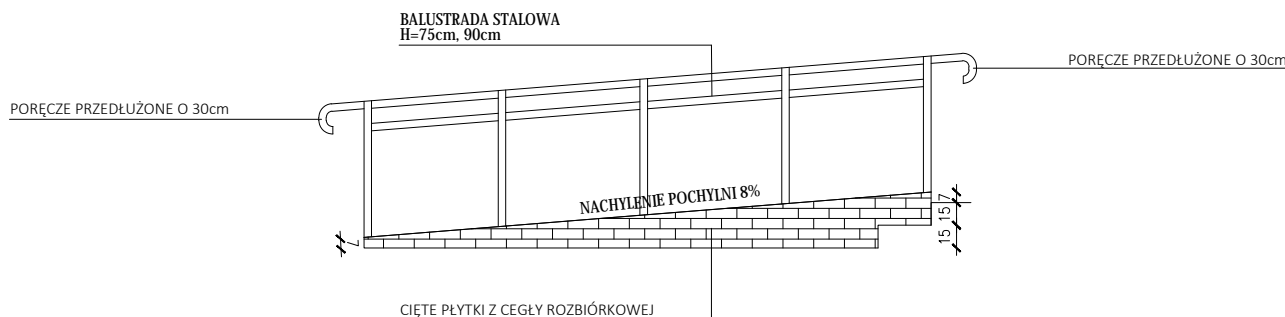 BALUSTRADA STALOWA
H=75cm, 90cm
PORĘCZE PRZEDŁUŻONE O 30cm
PORĘCZE PRZEDŁUŻONE O 30cm
NACHYLENIE POCHYLNI 8%
7
15
15
7
CIĘTE PŁYTKI Z CEGŁY ROZBIÓRKOWEJ